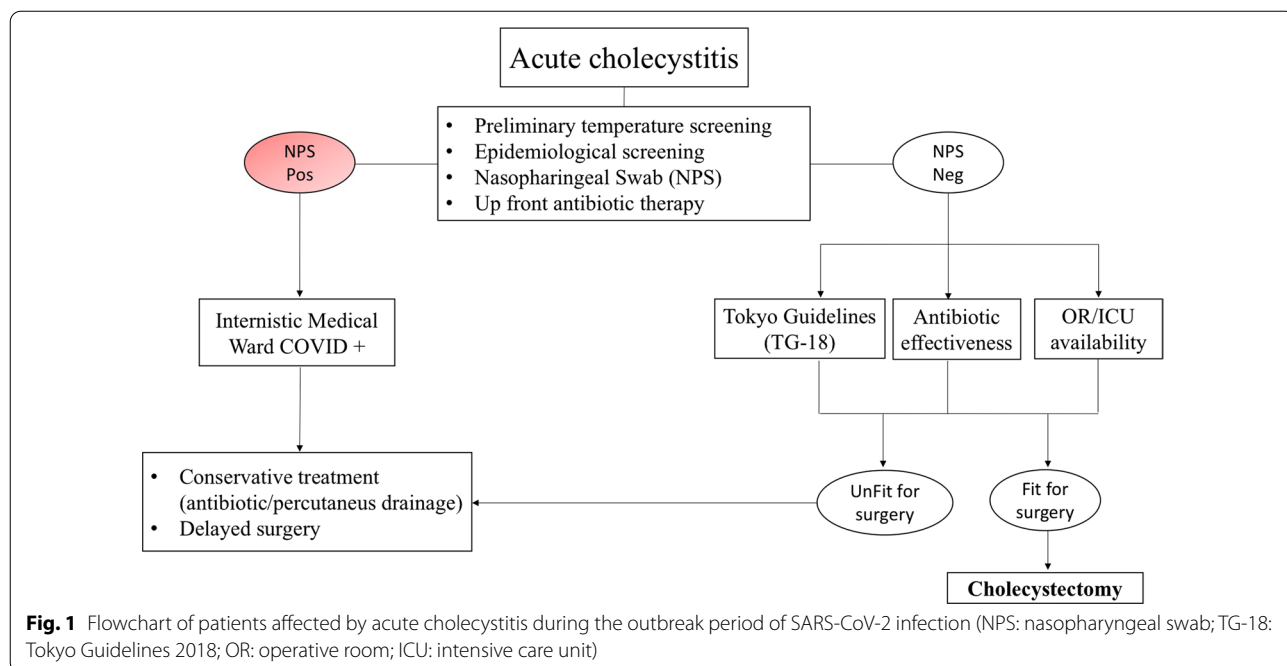 Acute cholecystitis
• Preliminary temperature screening
• Epidemiological screening
• Nasopharingeal Swab (NPS)
• Up front antibiotic therapy
NPS
Pos
NPS
Neg
Internistic Medical
Ward COVID +
Tokyo Guidelines
(TG-18)
Antibiotic
effectiveness
OR/ICU
availability
• Conservative treatment
(antibiotic/percutaneus drainage)
• Delayed surgery
UnFit for
surgery
Fit for
surgery
Cholecystectomy
Fig. 1 Flowchart of patients affected by acute cholecystitis during the outbreak period of SARS-CoV-2 infection (NPS: nasopharyngeal swab; TG-18:
Tokyo Guidelines 2018; OR: operative room; ICU: intensive care unit)